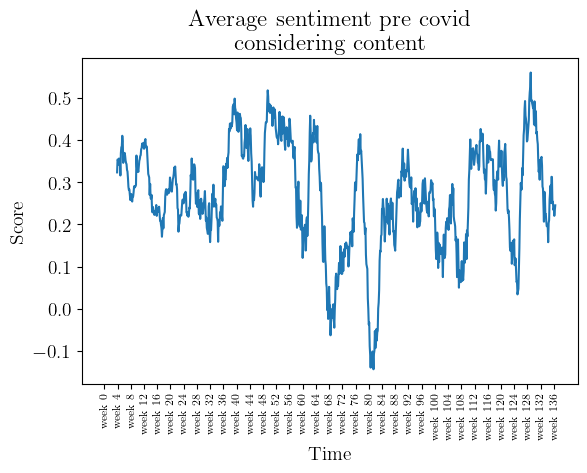 Average sentiment pre covid
considering content
Score
0.5
0.4
0.3
0.2
0.1
0.0
−0.1
week 0
week 4
week 8
week 12
week 16
week 20
week 24
week 28
week 32
week 36
week 40
week 44
week 48
week 52
week 56
week 60
week 64
week 68
week 72
week 76
week 80
week 84
week 88
week 92
week 96
week 100
week 104
week 108
week 112
week 116
week 120
week 124
week 128
week 132
week 136
Time